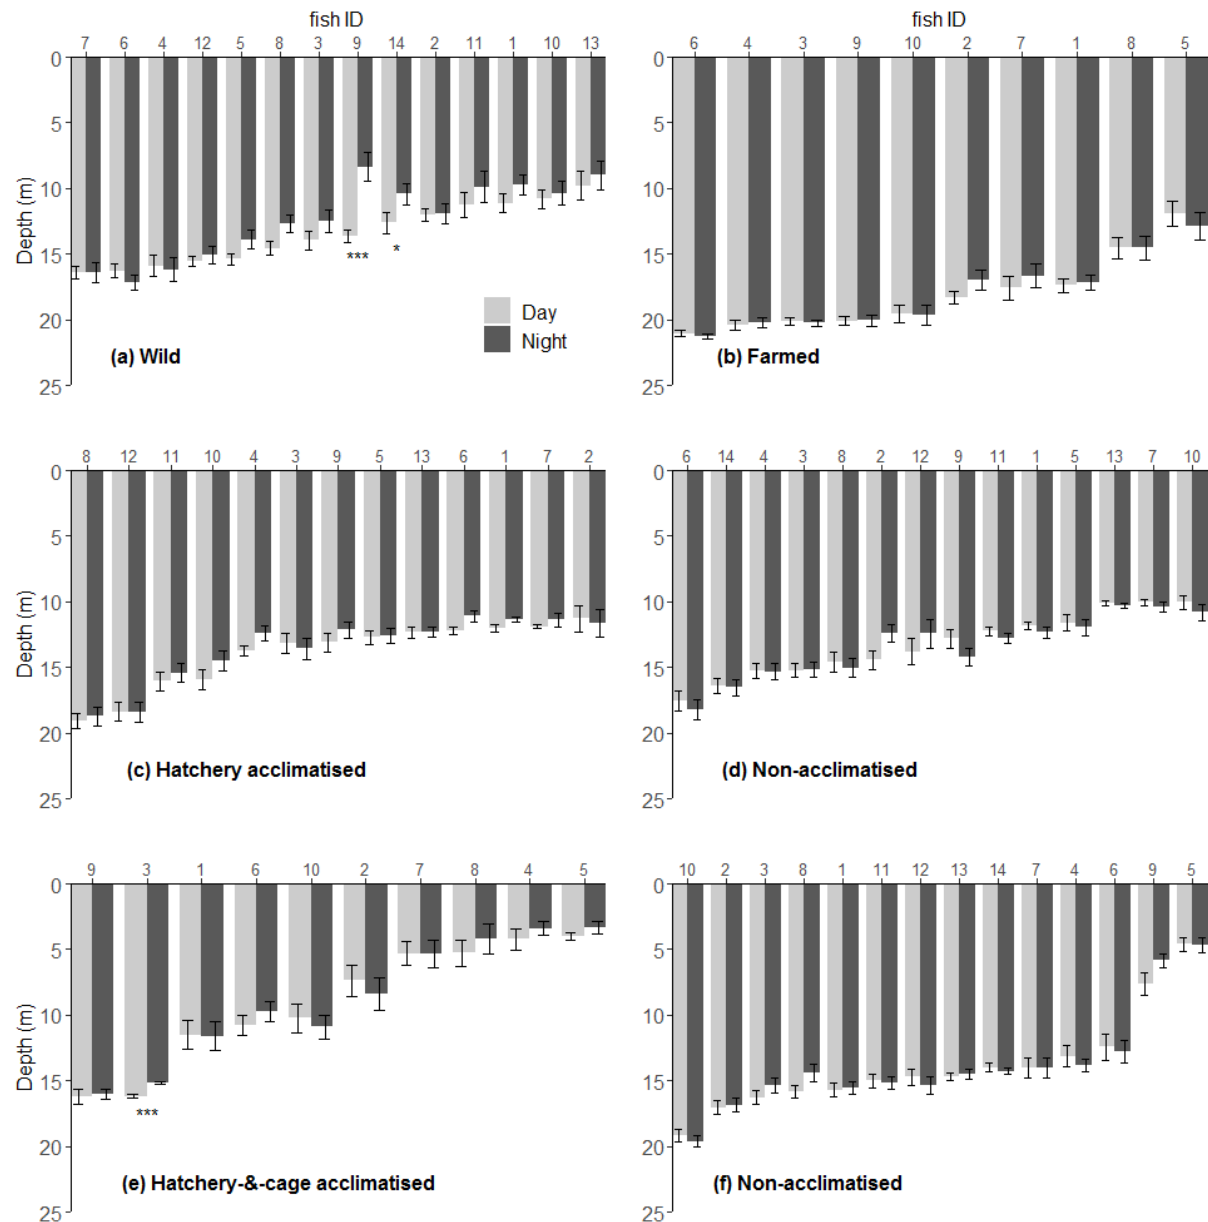 fish ID
7 6 4 12 5 8 3 9 14 2 11 1 10 13
0
5
10
15
20
25
Depth (m)
***
*
Day
Night
(a) Wild
fish ID
6 4 3 9 10 2 7 1 8 5
0
5
10
15
20
25
(b) Farmed
8 12 11 10 4 3 9 5 13 6 1 7 2
0
5
10
15
20
25
Depth (m)
(c) Hatchery acclimatised
6 14 4 3 8 2 12 9 11 1 5 13 7 10
0
5
10
15
20
25
(d) Non-acclimatised
9 3 1 6 10 2 7 8 4 5
0
5
10
15
20
25
Depth (m)
***
(e) Hatchery-&-cage acclimatised
10 2 3 8 1 11 12 13 14 7 4 6 9 5
0
5
10
15
20
25
(f) Non-acclimatised